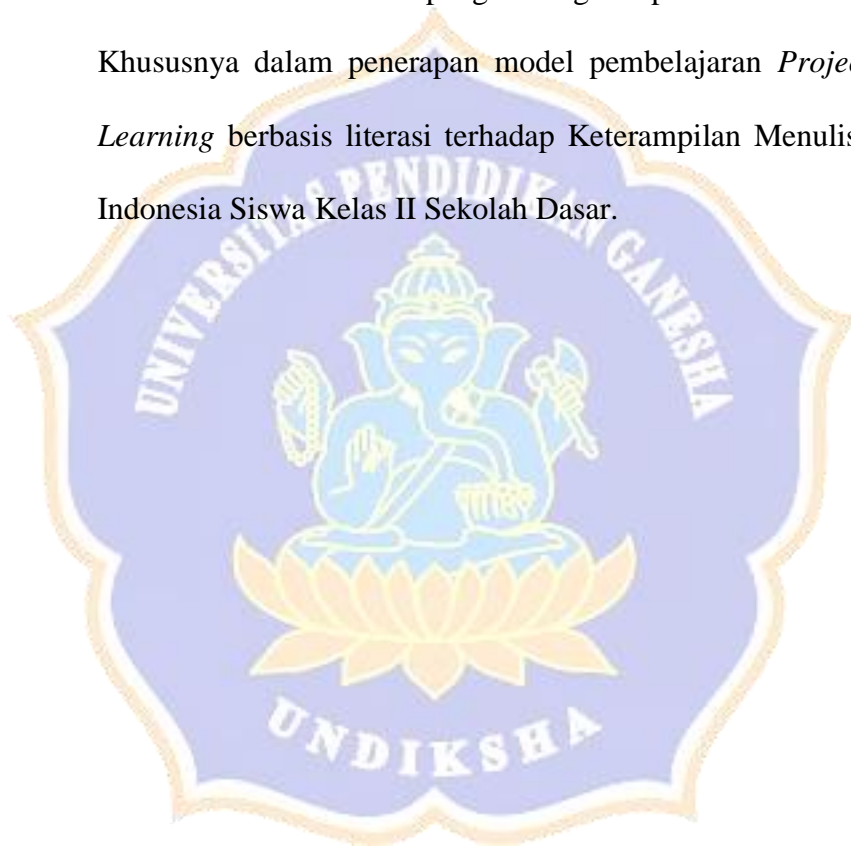 Khususnya dalam penerapan model pembelajaran
Learning berbasis literasi terhadap Keterampilan Menulis
Indonesia Siswa Kelas II Sekolah Dasar.
UNIVERSITAS PENDIDIKAN GANESHA
UNDIKSHA